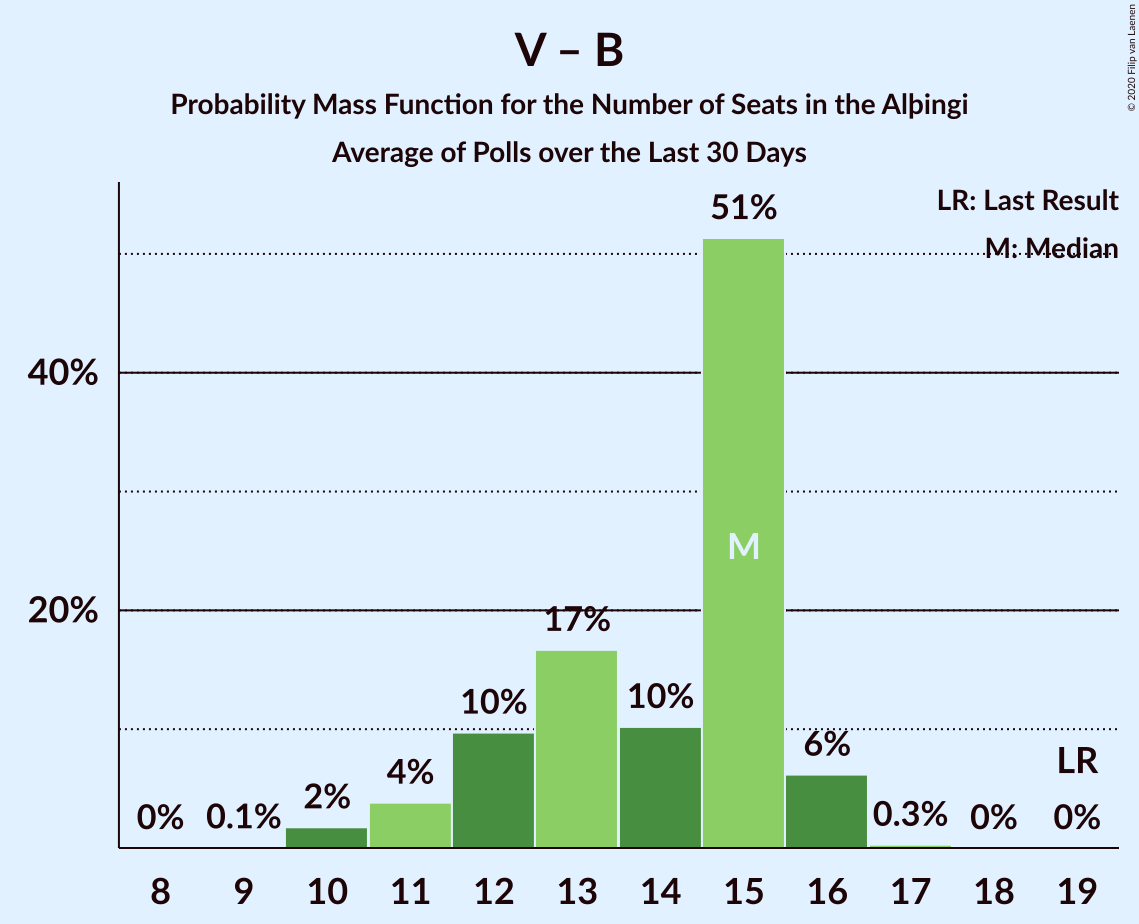 V – B
Probability Mass Function for the Number of Seats in the Alþingi
Average of Polls over the Last 30 Days
© 2020 Filip van Laenen
LR: Last Result
M: Median
40%
20%
0%
0.1%
2%
4%
10%
17%
10%
51%
6%
0.3%
0%
0%
M
LR
8 9 10 11 12 13 14 15 16 17 18 19